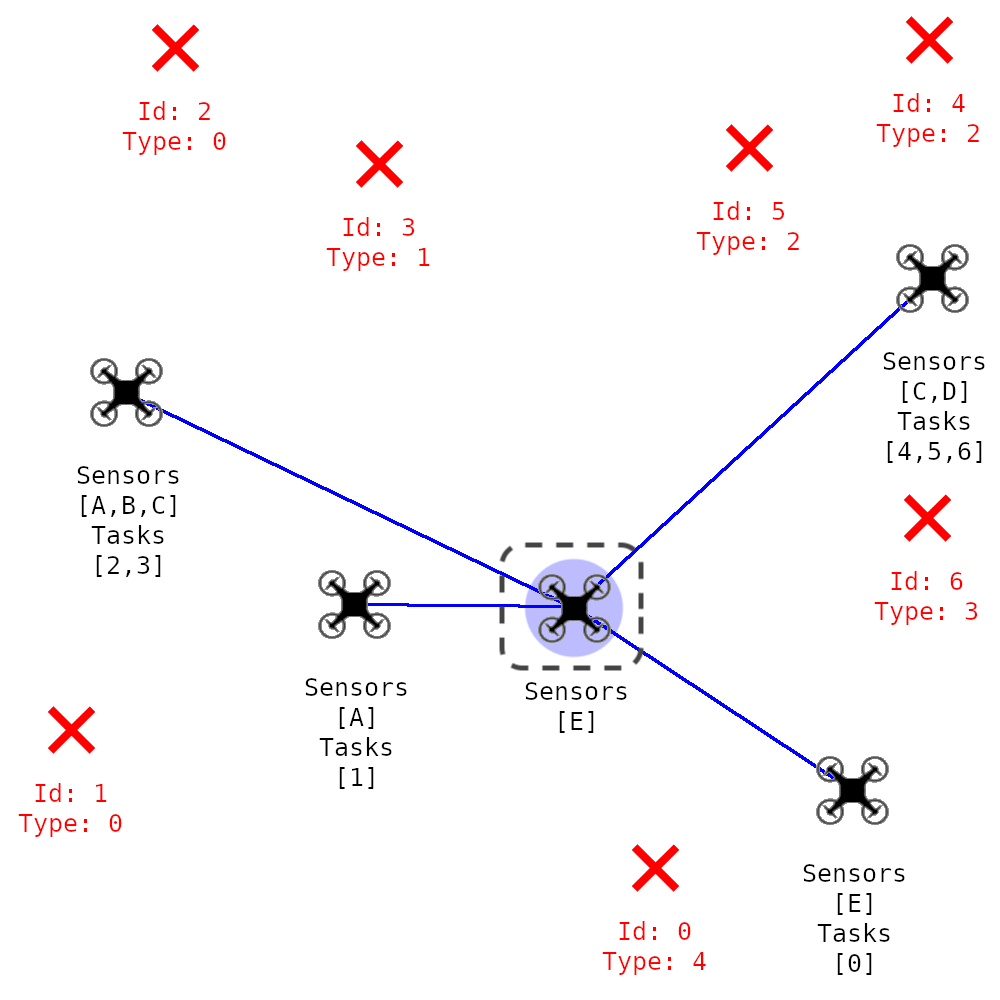 Id: 2
Type: 0
Id: 4
Type: 2
Id: 3
Type: 1
Id: 5
Type: 2
Sensors
[C,D]
Tasks
[4,5,6]
Sensors
[A,B,C]
Tasks
[2,3]
Id: 6
Type: 3
Sensors
[A]
Tasks
[1]
Sensors
[E]
Id: 1
Type: 0
Sensors
[E]
Tasks
[0]
Id: 0
Type: 4